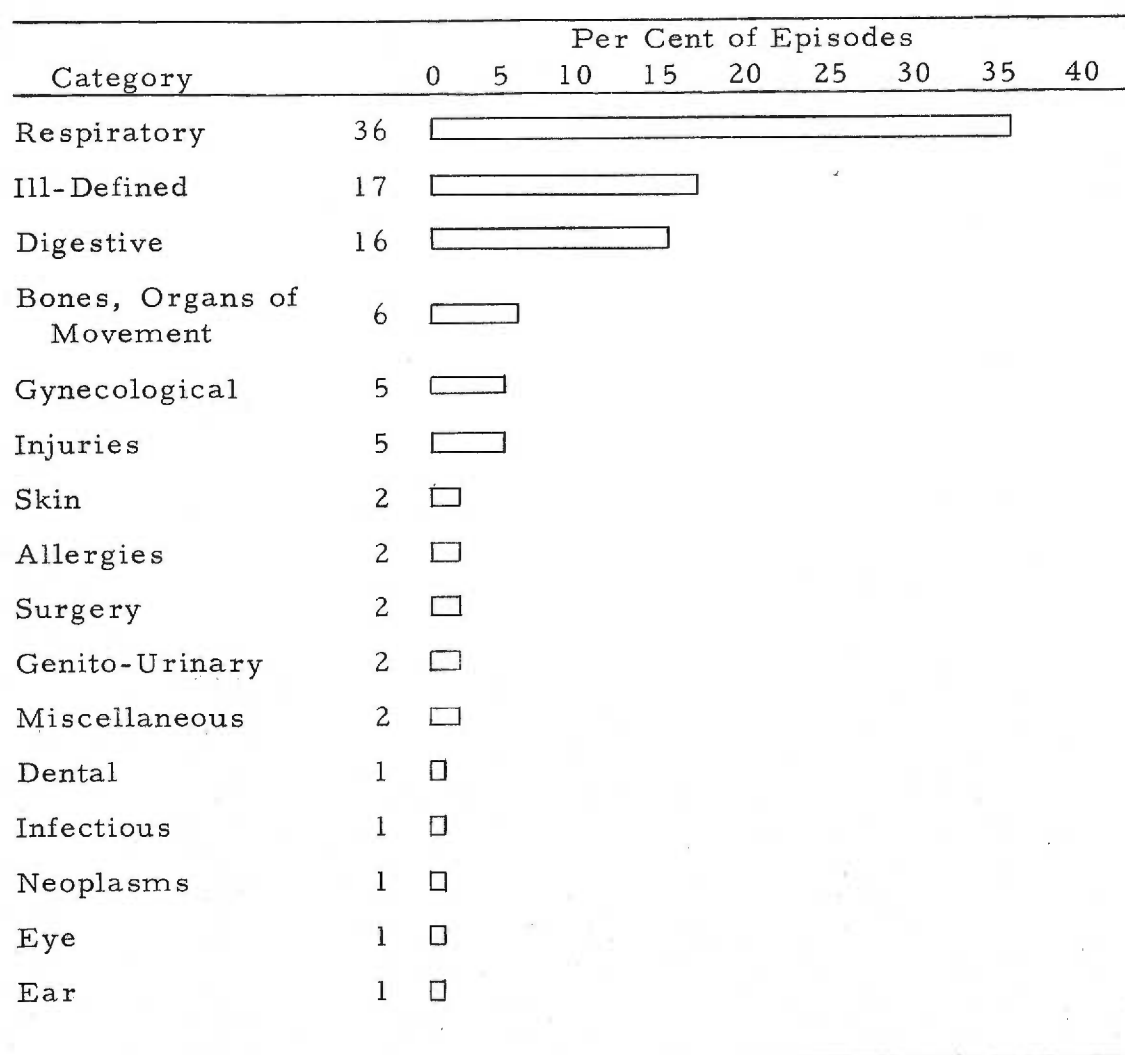 Per Cent of Episodes
Category 0 5 10 15 20 25 30 35 40
Respiratory 36
Ill-Defined 17
Digestive 16
Bones, Organs of
Movement 6
Gynecological 5
Injuries 5
Skin 2
Allergies 2
Surgery 2
Genito-Urinary 2
Miscellaneous 2
Dental 1
Infectious 1
Neoplasms 1
Eye 1
Ear 1